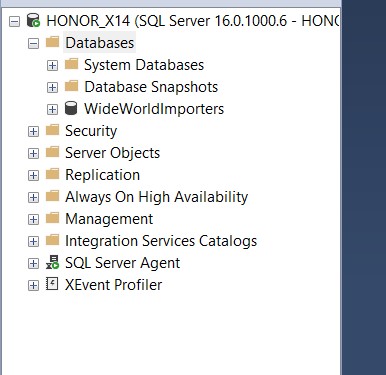 HONOR_X14 (SQL Server 16.0.1000.6 - HONO
Databases
System Databases
Database Snapshots
WideWorldImporters
Security
Server Objects
Replication
Always On High Availability
Management
Integration Services Catalogs
SQL Server Agent
XEvent Profiler